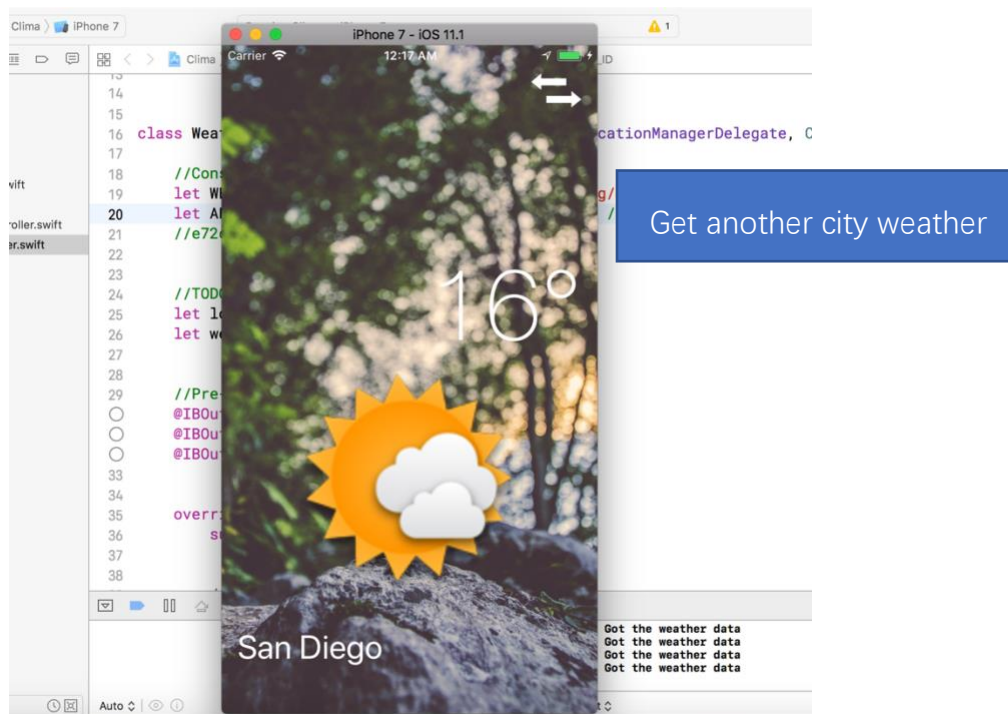 Clima
iPhone 7
1
iPhone 7 - iOS 11.1
Carrier
12:17 AM
Clima
_ID
13
14
15
16 class Wea
cationManagerDelegate, C
17
18 //Cons
19 let W
g/
20 let A
/
21 //e72
22
23
24 //TODO
25 let l
26 let we
27
28
29 //Pre-
@IBOu
@IBOu
@IBOu
33
34
35 overr
36 s
37
38
wift
roller.swift
er.swift
Get another city weather
16°
San Diego
Got the weather data
Got the weather data
Got the weather data
Got the weather data
Auto